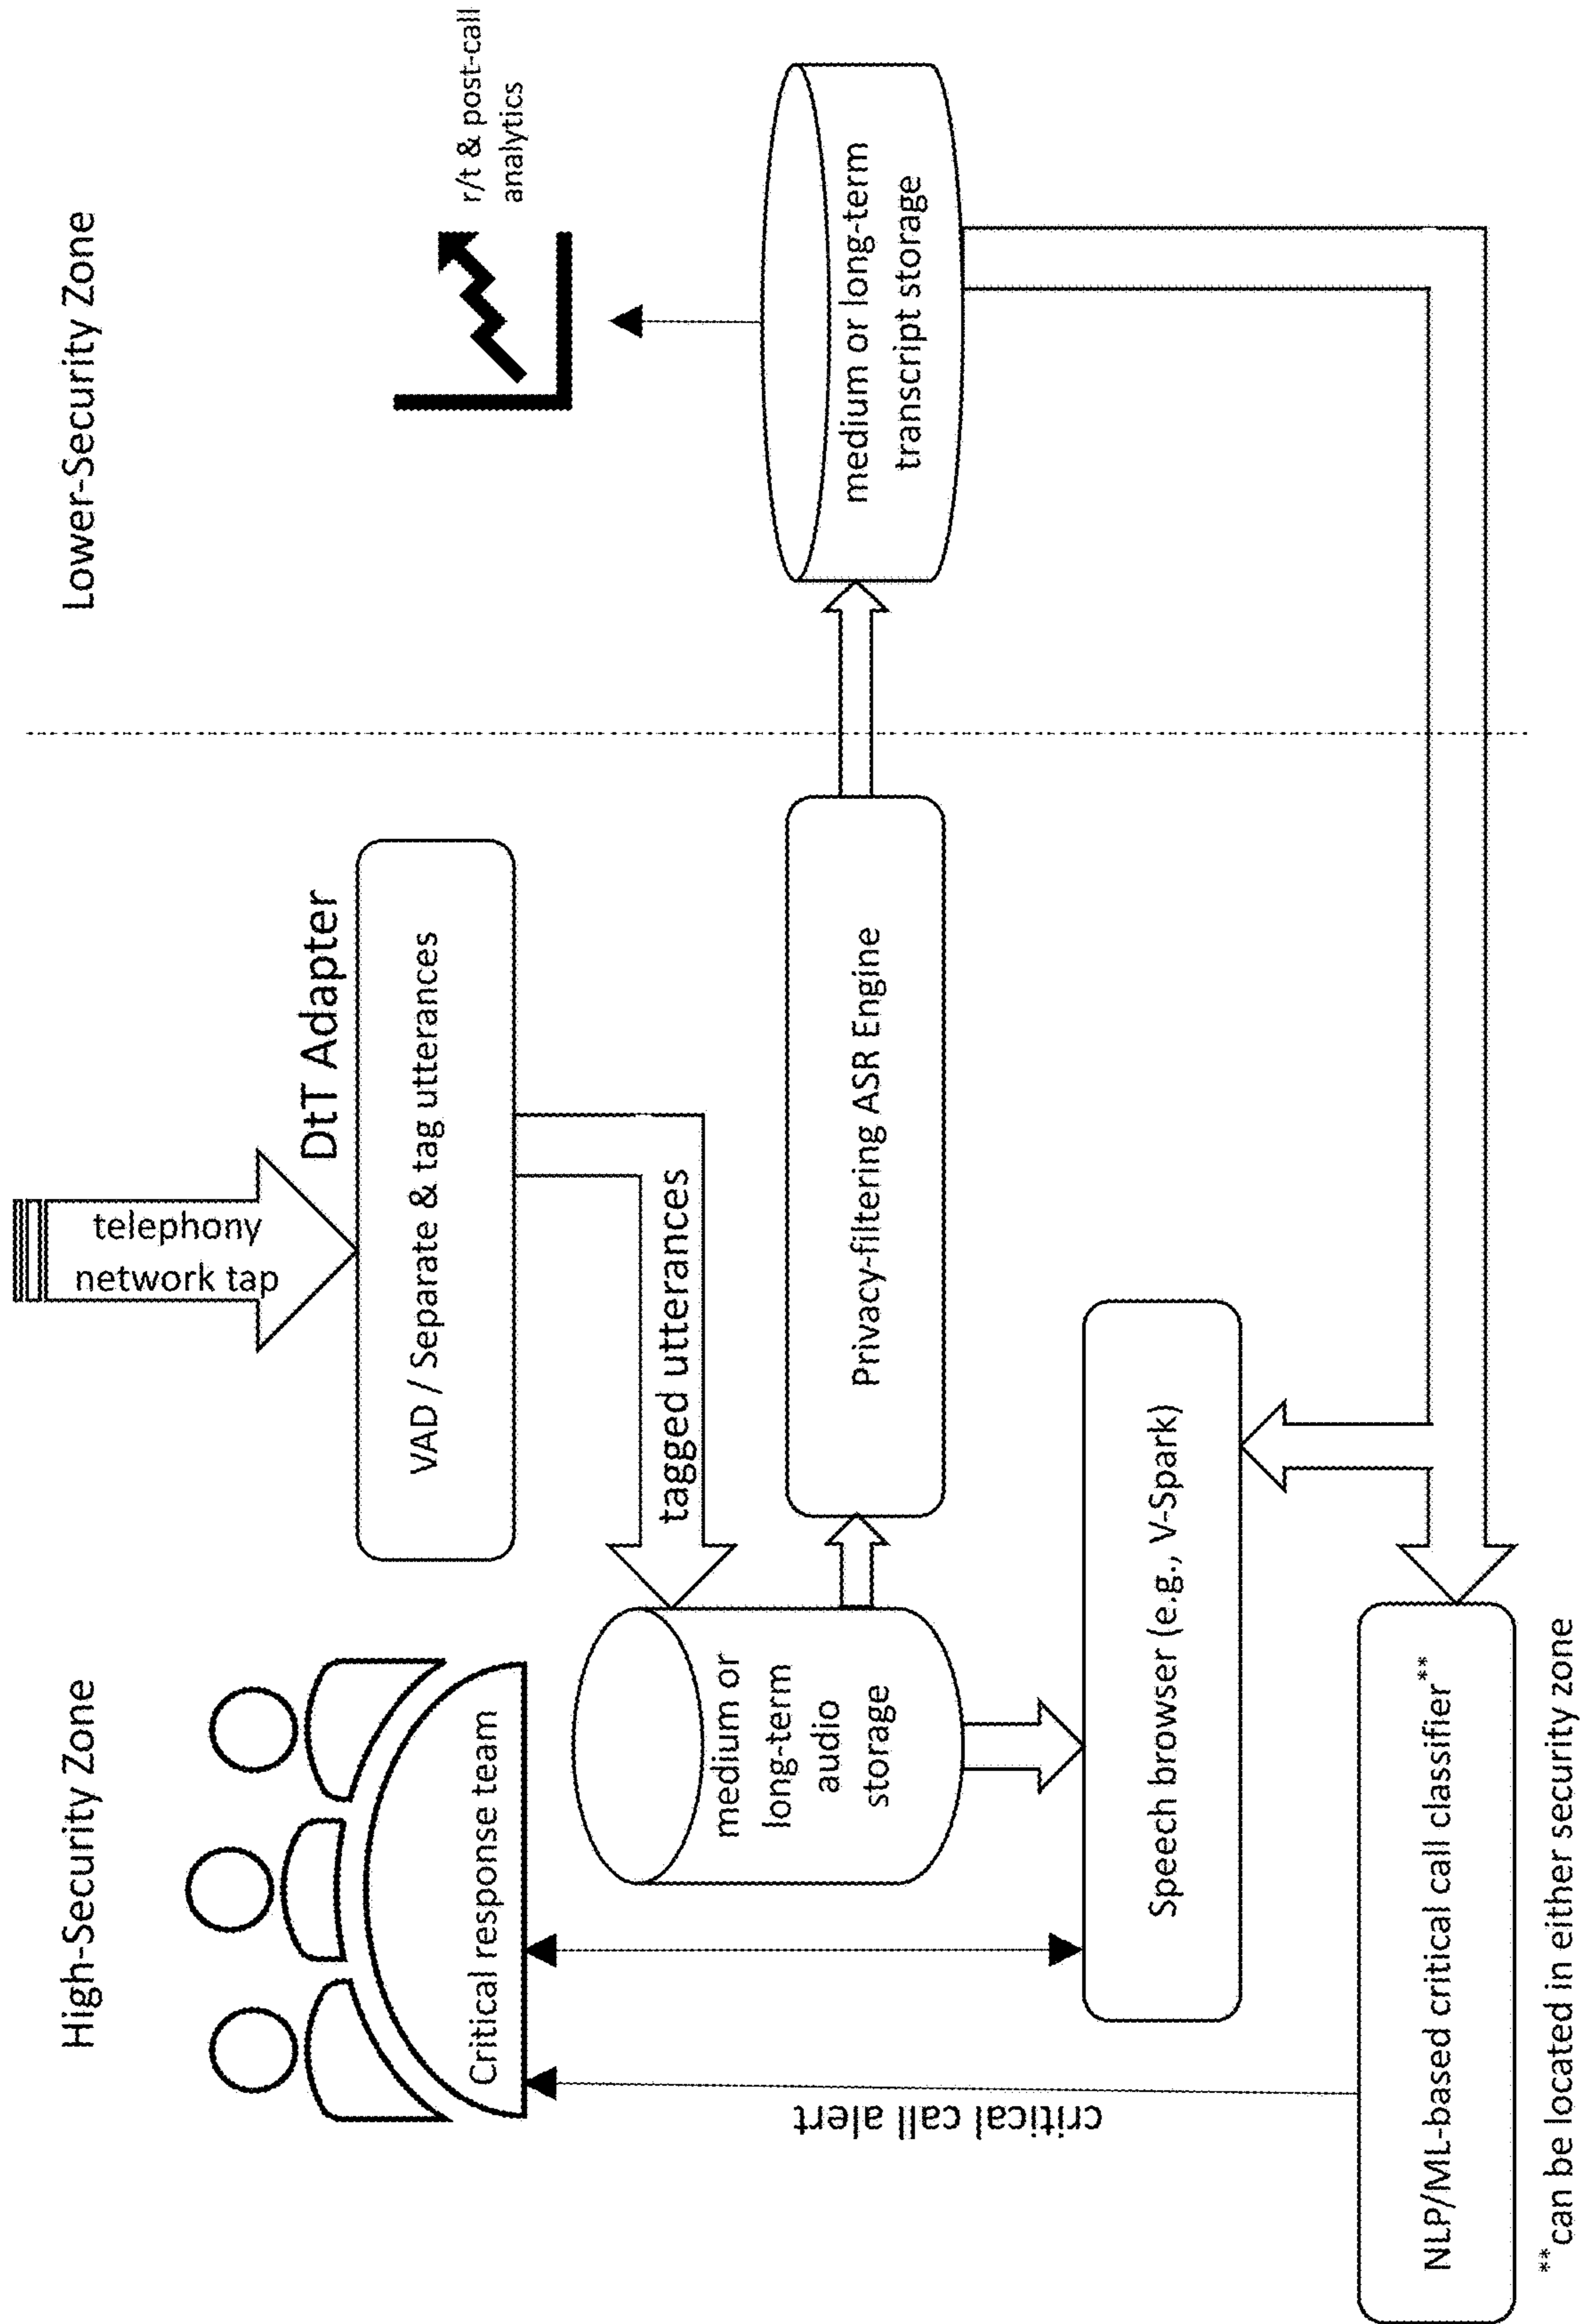 High-Security Zone
Lower-Security Zone
telephony
network tap
DtT Adapter
VAD / Separate & tag utterances
tagged utterances
Critical response team
medium or
long-term
audio
storage
Privacy-filtering ASR Engine
medium or long-term
transcript storage
r/t & post-call
analytics
critical call alert
Speech browser (e.g., V-Spark)
NLP/ML-based critical call classifier**
**can be located in either security zone